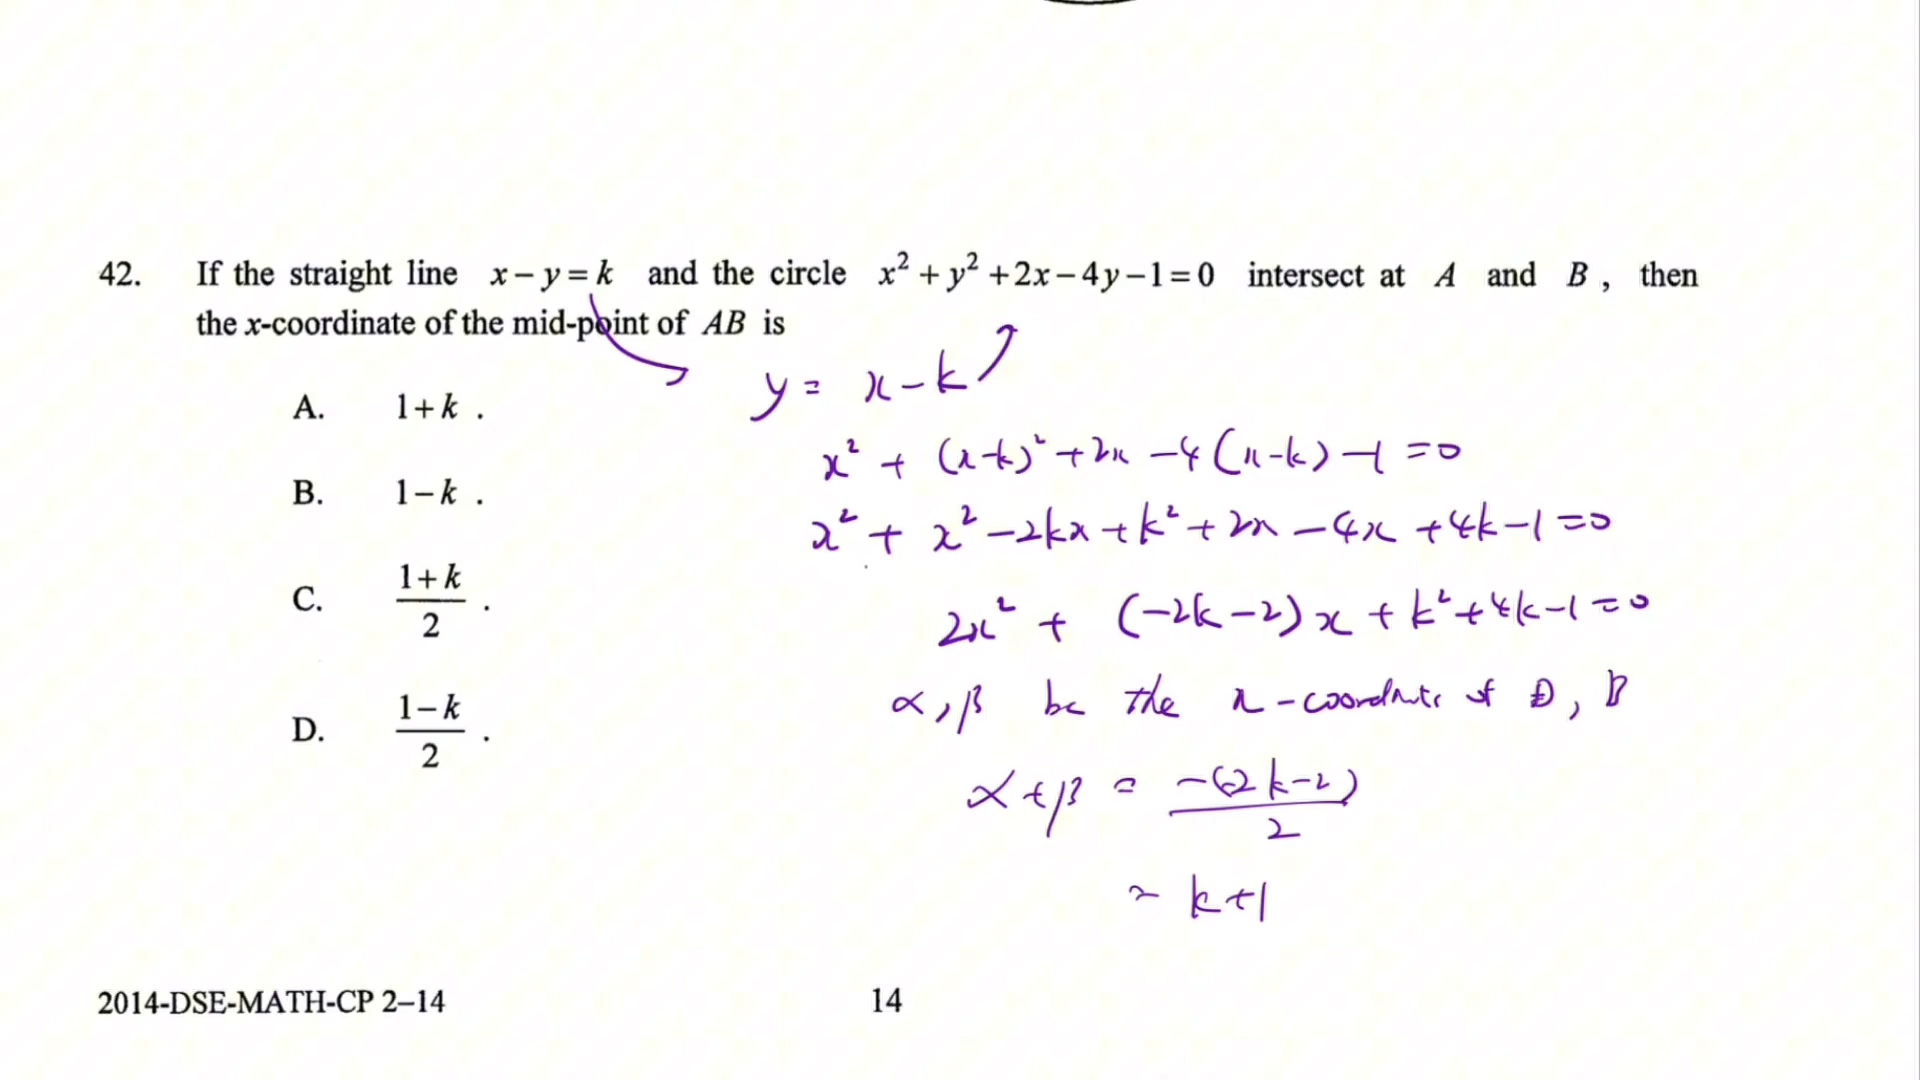 42. If the straight line x − y = k and the circle x² + y² + 2x − 4y − 1 = 0 intersect at A and B , then
the x-coordinate of the mid-point of AB is
A. 1+k .
B. 1−k .
C. (1+k)/2 .
D. (1−k)/2 .
y = x − k
x² + (x−k)² + 2x − 4(x−k) − 1 = 0
x² + x² − 2kx + k² + 2x − 4x + 4k − 1 = 0
2x² + (−2k−2)x + k² + 4k − 1 = 0
α, β be the x-coordinate of A, B
α + β = −(−2k−2)/2
= k+1
2014-DSE-MATH-CP 2–14
14